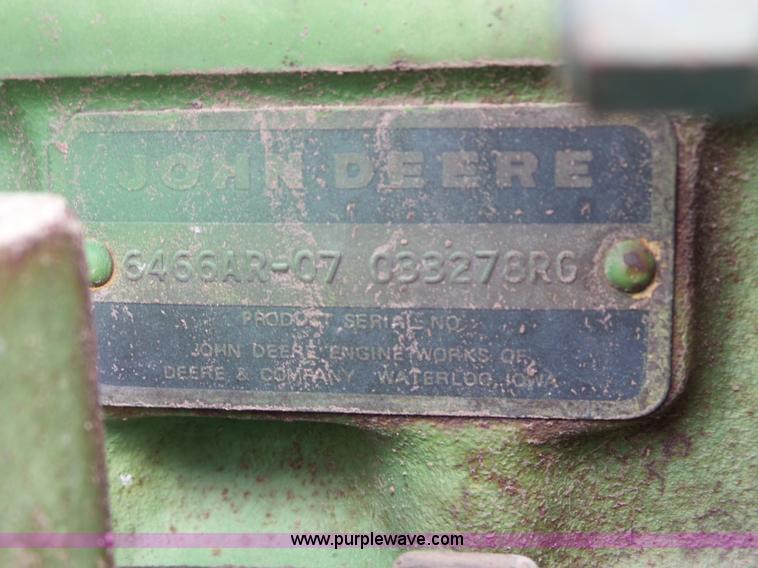 JOHN DEERE
6466AR-07 033278RG
PRODUCT SERIAL NO.
JOHN DEERE ENGINE WORKS OF
DEERE & COMPANY WATERLOO, IOWA
www.purplewave.com